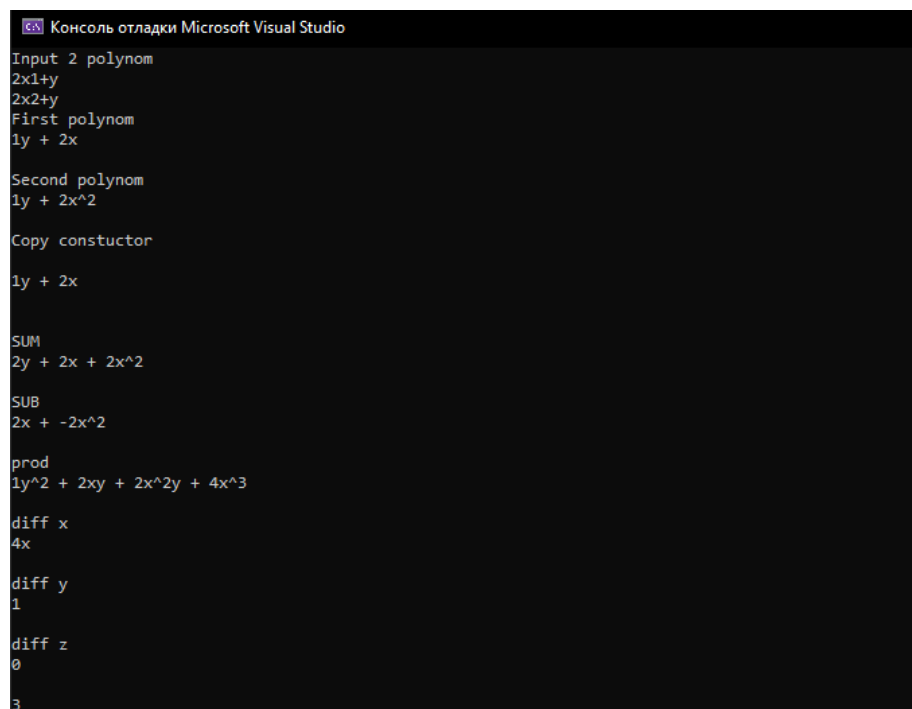 Консоль отладки Microsoft Visual Studio
Input 2 polynom
2x1+y
2x2+y
First polynom
1y + 2x
Second polynom
1y + 2x^2
Copy constuctor
1y + 2x
SUM
2y + 2x + 2x^2
SUB
2x + -2x^2
prod
1y^2 + 2xy + 2x^2y + 4x^3
diff x
4x
diff y
1
diff z
0
3